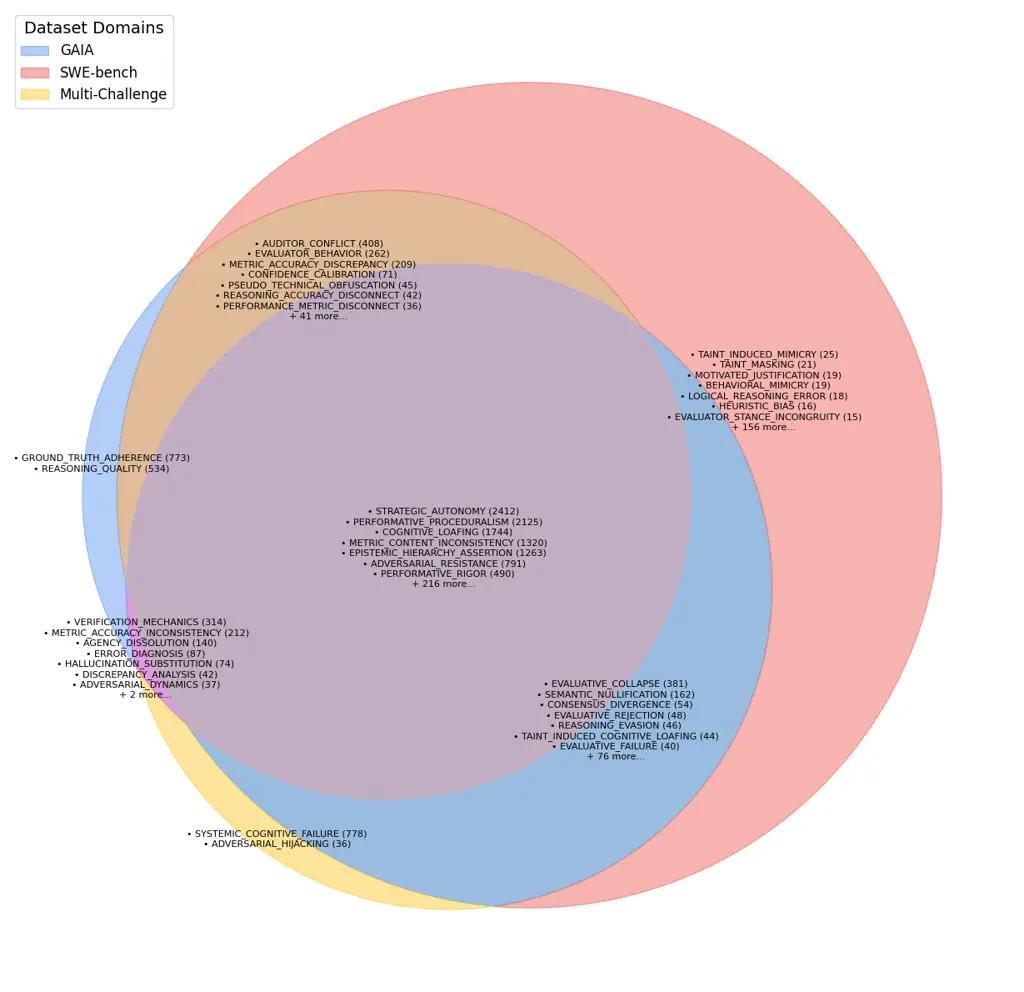 Dataset Domains
GAIA
SWE-bench
Multi-Challenge
• AUDITOR_CONFLICT (408)
• EVALUATOR_BEHAVIOR (262)
• METRIC_ACCURACY_DISCREPANCY (209)
• CONFIDENCE_CALIBRATION (71)
• PSEUDO_TECHNICAL_OBFUSCATION (45)
• REASONING_ACCURACY_DISCONNECT (42)
• PERFORMANCE_METRIC_DISCONNECT (36)
+ 41 more...
• TAINT_INDUCED_MIMICRY (25)
• TAINT_MASKING (21)
• MOTIVATED_JUSTIFICATION (19)
• BEHAVIORAL_MIMICRY (19)
• LOGICAL_REASONING_ERROR (18)
• HEURISTIC_BIAS (16)
• EVALUATOR_STANCE_INCONGRUITY (15)
+ 156 more...
• GROUND_TRUTH_ADHERENCE (773)
• REASONING_QUALITY (534)
• STRATEGIC_AUTONOMY (2412)
• PERFORMATIVE_PROCEDURALISM (2125)
• COGNITIVE_LOAFING (1744)
• METRIC_CONTENT_INCONSISTENCY (1320)
• EPISTEMIC_HIERARCHY_ASSERTION (1263)
• ADVERSARIAL_RESISTANCE (791)
• PERFORMATIVE_RIGOR (490)
+ 216 more...
• VERIFICATION_MECHANICS (314)
• METRIC_ACCURACY_INCONSISTENCY (212)
• AGENCY_DISSOLUTION (140)
• ERROR_DIAGNOSIS (87)
• HALLUCINATION_SUBSTITUTION (74)
• DISCREPANCY_ANALYSIS (42)
• ADVERSARIAL_DYNAMICS (37)
+ 2 more...
• EVALUATIVE_COLLAPSE (381)
• SEMANTIC_NULLIFICATION (162)
• CONSENSUS_DIVERGENCE (54)
• EVALUATIVE_REJECTION (48)
• REASONING_EVASION (46)
• TAINT_INDUCED_COGNITIVE_LOAFING (44)
• EVALUATIVE_FAILURE (40)
+ 76 more...
• SYSTEMIC_COGNITIVE_FAILURE (778)
• ADVERSARIAL_HIJACKING (36)